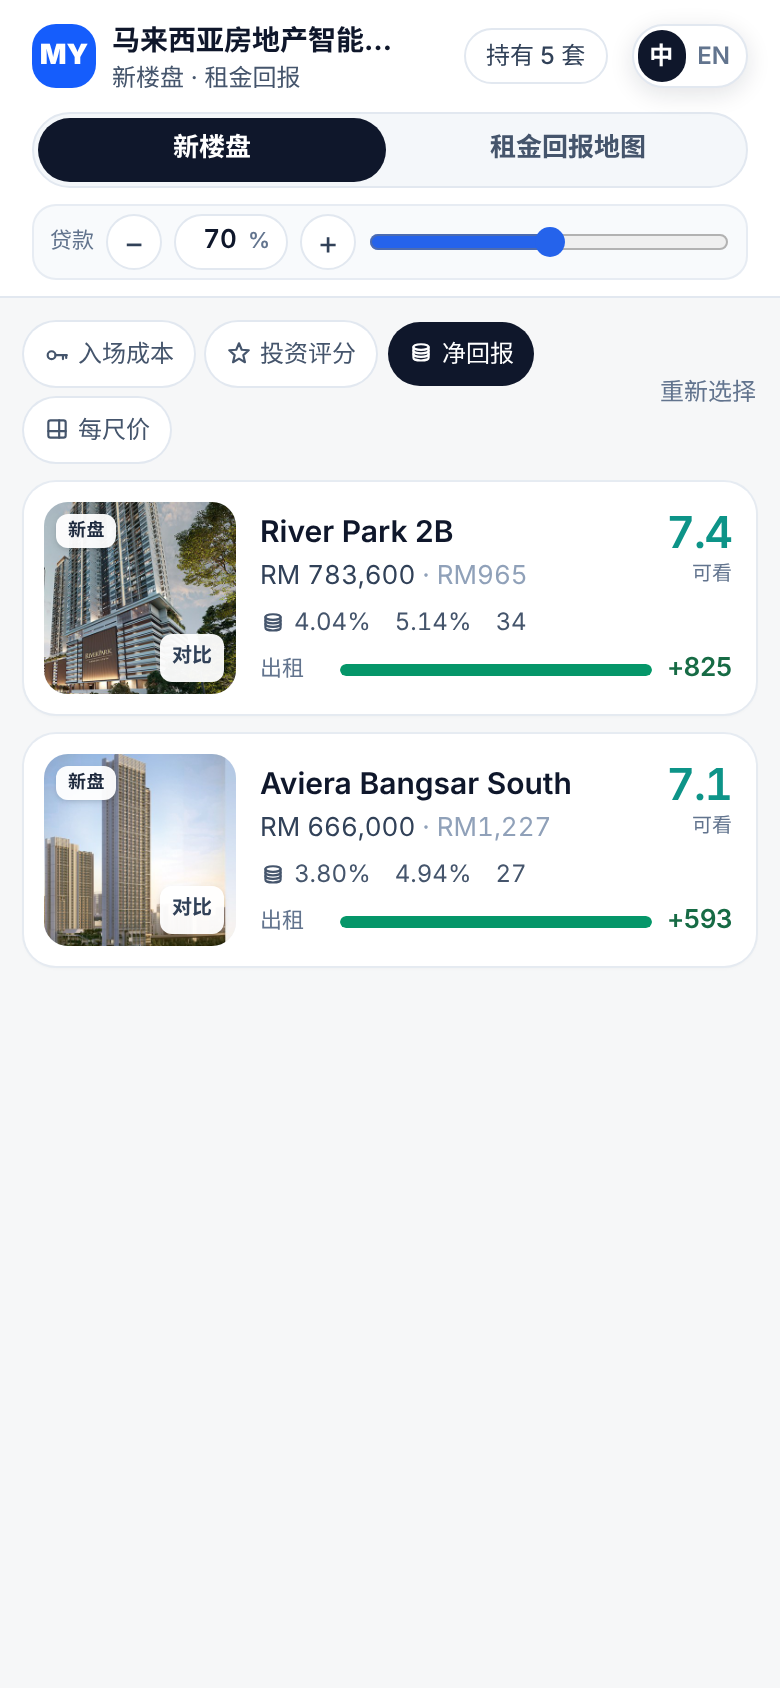 MY
马来西亚房地产智能...
新楼盘 · 租金回报
持有 5 套
中 EN
新楼盘
租金回报地图
贷款 − 70 % +
入场成本
投资评分
净回报
重新选择
每尺价
新盘
RIVER PARK
对比
River Park 2B
7.4
RM 783,600 · RM965
可看
4.04% 5.14% 34
出租 +825
新盘
对比
Aviera Bangsar South
7.1
RM 666,000 · RM1,227
可看
3.80% 4.94% 27
出租 +593